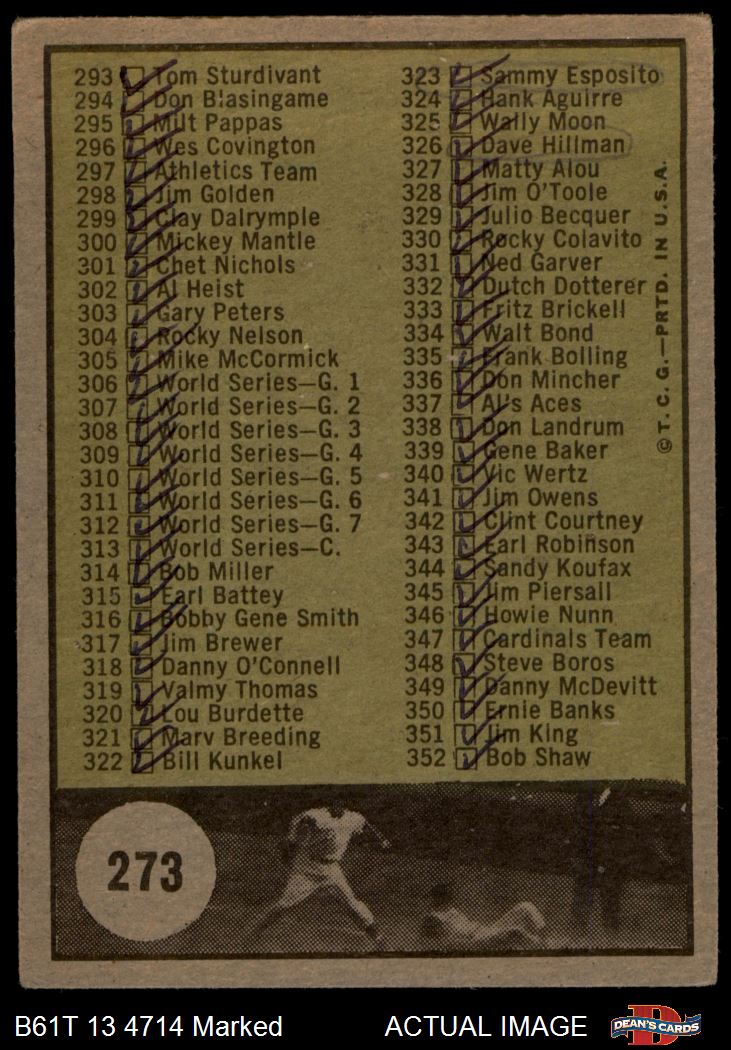 293 Tom Sturdivant
294 Don Blasingame
295 Milt Pappas
296 Wes Covington
297 Athletics Team
298 Jim Golden
299 Clay Dalrymple
300 Mickey Mantle
301 Chet Nichols
302 Al Heist
303 Gary Peters
304 Rocky Nelson
305 Mike McCormick
306 World Series—G. 1
307 World Series—G. 2
308 World Series—G. 3
309 World Series—G. 4
310 World Series—G. 5
311 World Series—G. 6
312 World Series—G. 7
313 World Series—C.
314 Bob Miller
315 Earl Battey
316 Bobby Gene Smith
317 Jim Brewer
318 Danny O'Connell
319 Valmy Thomas
320 Lou Burdette
321 Marv Breeding
322 Bill Kunkel
323 Sammy Esposito
324 Hank Aguirre
325 Wally Moon
326 Dave Hillman
327 Matty Alou
328 Jim O'Toole
329 Julio Becquer
330 Rocky Colavito
331 Ned Garver
332 Dutch Dotterer
333 Fritz Brickell
334 Walt Bond
335 Frank Bolling
336 Don Mincher
337 Al's Aces
338 Don Landrum
339 Gene Baker
340 Vic Wertz
341 Jim Owens
342 Clint Courtney
343 Earl Robinson
344 Sandy Koufax
345 Jim Piersall
346 Howie Nunn
347 Cardinals Team
348 Steve Boros
349 Danny McDevitt
350 Ernie Banks
351 Jim King
352 Bob Shaw
© T. C. G.—PRTD. IN U.S.A.
273
B61T 13 4714 Marked
ACTUAL IMAGE
DEAN'S CARDS